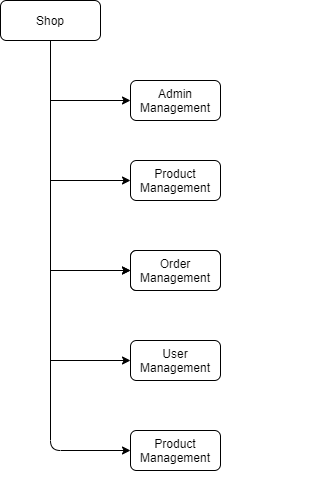 Shop
Admin
Management
Product
Management
Order
Management
User
Management
Product
Management